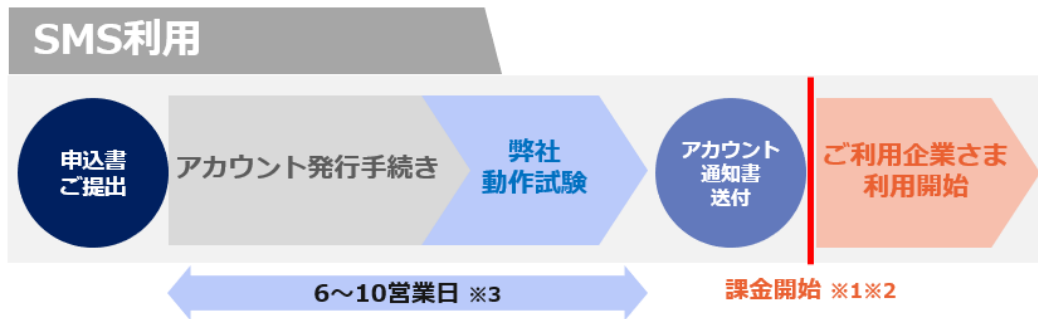 SMS利用
申込書
ご提出
アカウント発行手続き
弊社
動作試験
アカウント
通知書
送付
ご利用企業さま
利用開始
6～10営業日 ※3
課金開始 ※1※2